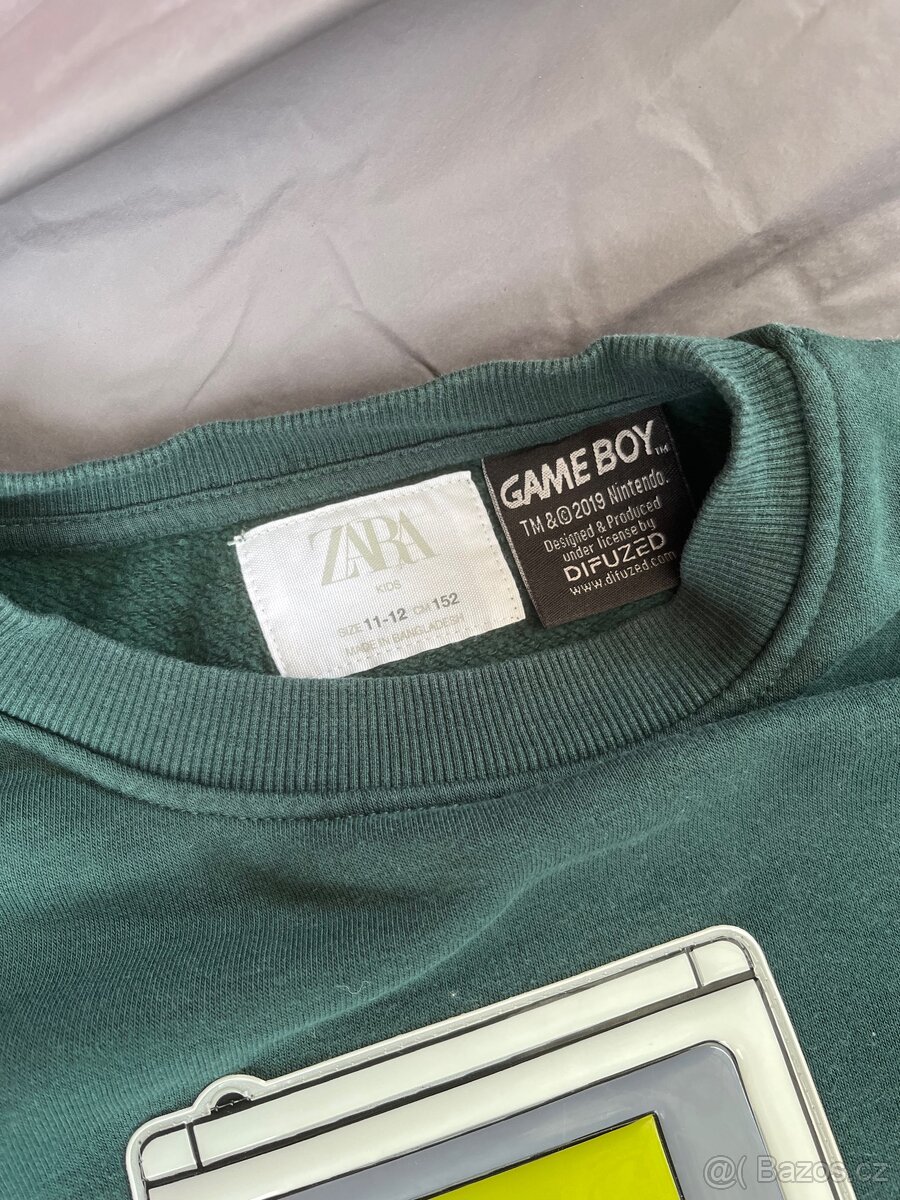 ZARA
KIDS
SIZE 11-12 CM 152
MADE IN BANGLADESH
GAME BOY™
TM & © 2019 Nintendo.
Designed & Produced
under license by
DIFUZED
www.difuzed.com
@( Bazos.cz